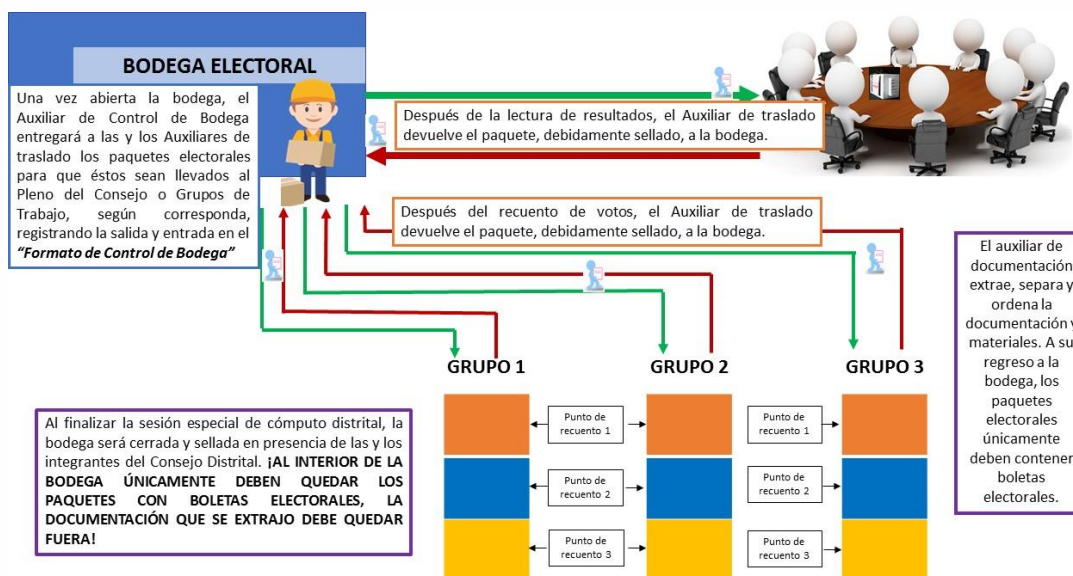 BODEGA ELECTORAL
Una vez abierta la bodega, el
Auxiliar de Control de Bodega
entregará a las y los Auxiliares de
traslado los paquetes electorales
para que éstos sean llevados al
Pleno del Consejo o Grupos de
Trabajo, según corresponda,
registrando la salida y entrada en el
“Formato de Control de Bodega”
Después de la lectura de resultados, el Auxiliar de traslado
devuelve el paquete, debidamente sellado, a la bodega.
Después del recuento de votos, el Auxiliar de traslado
devuelve el paquete, debidamente sellado, a la bodega.
El auxiliar de
documentación
extrae, separa y
ordena la
documentación y
materiales. A su
regreso a la
bodega, los
paquetes
electorales
únicamente
deben contener
boletas
electorales.
GRUPO 1
GRUPO 2
GRUPO 3
Al finalizar la sesión especial de cómputo distrital, la
bodega será cerrada y sellada en presencia de las y los
integrantes del Consejo Distrital. ¡AL INTERIOR DE LA
BODEGA ÚNICAMENTE DEBEN QUEDAR LOS
PAQUETES CON BOLETAS ELECTORALES, LA
DOCUMENTACIÓN QUE SE EXTRAJO DEBE QUEDAR
FUERA!
Punto de
recuento 1
Punto de
recuento 1
Punto de
recuento 2
Punto de
recuento 2
Punto de
recuento 3
Punto de
recuento 3